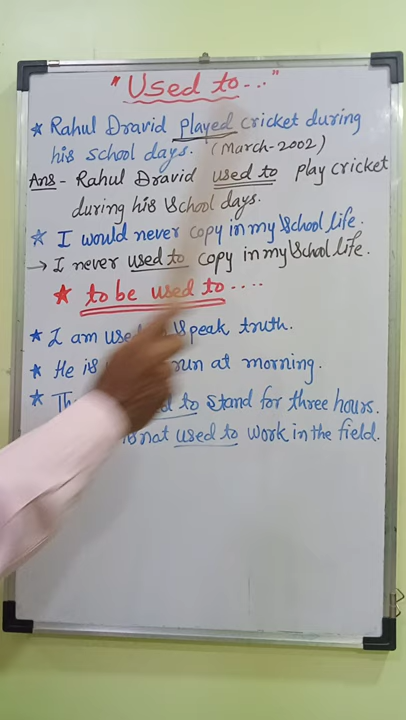 "Used to..."
★ Rahul Dravid played cricket during
his school days. (March-2002)
Ans - Rahul Dravid used to play cricket
during his school days.
★ I would never copy in my school life.
→ I never used to copy in my school life.
★ to be used to....
★ I am used speak truth.
★ He is run at morning.
★ to stand for three hours.
not used to work in the field.